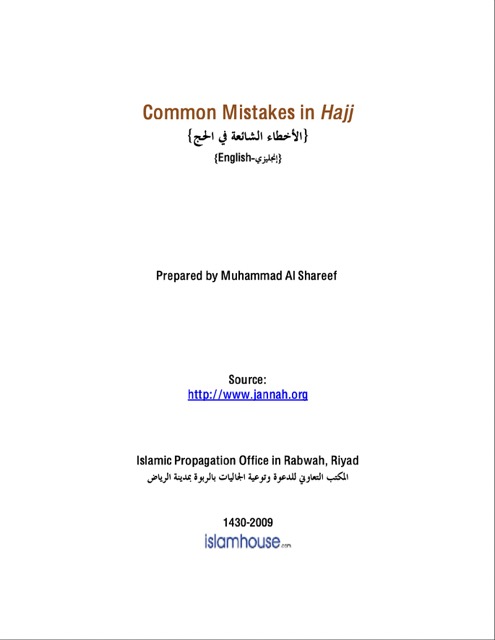 Common Mistakes in Hajj
{الأخطاء الشائعة في الحج}
{English-إنجليزي}
Prepared by Muhammad Al Shareef
Source:
http://www.jannah.org
Islamic Propagation Office in Rabwah, Riyad
المكتب التعاوني للدعوة وتوعية الجاليات بالربوة بمدينة الرياض
1430-2009
islamhouse.com